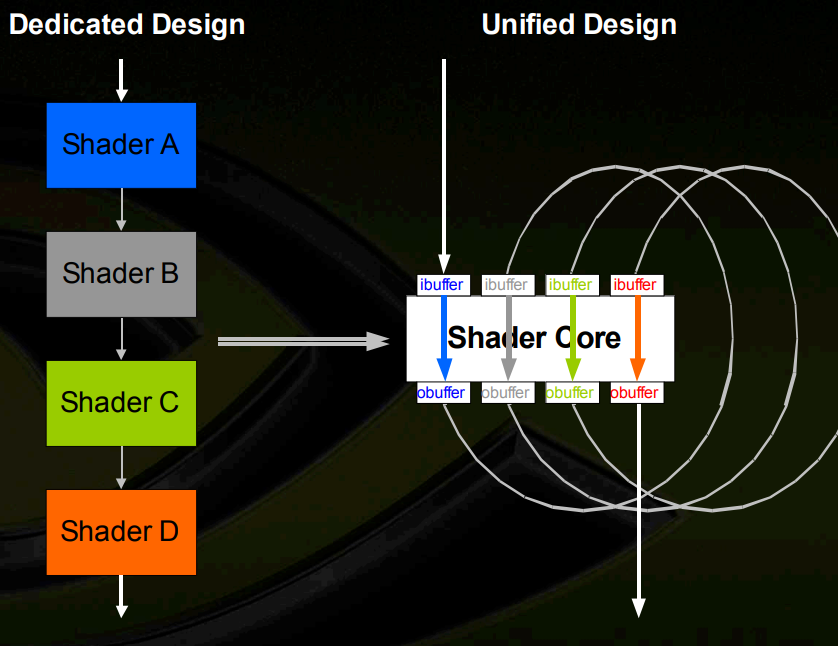 Dedicated Design
Unified Design
Shader A
Shader B
Shader C
Shader D
ibuffer ibuffer ibuffer ibuffer
Shader Core
obuffer obuffer obuffer obuffer